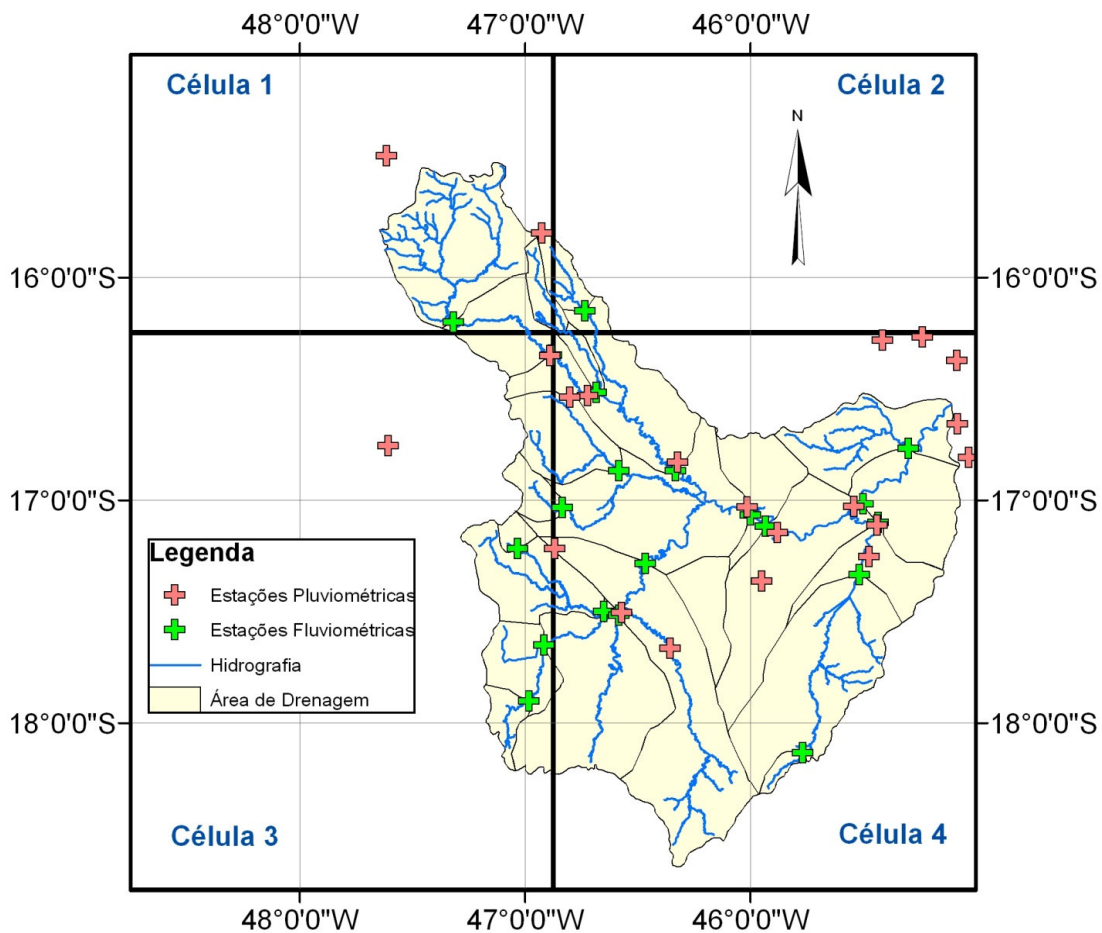 48°0'0"W 47°0'0"W 46°0'0"W
Célula 1 Célula 2
N
16°0'0"S 16°0'0"S
17°0'0"S 17°0'0"S
Legenda
Estações Pluviométricas
Estações Fluviométricas
Hidrografia
Área de Drenagem
18°0'0"S 18°0'0"S
Célula 3 Célula 4
48°0'0"W 47°0'0"W 46°0'0"W